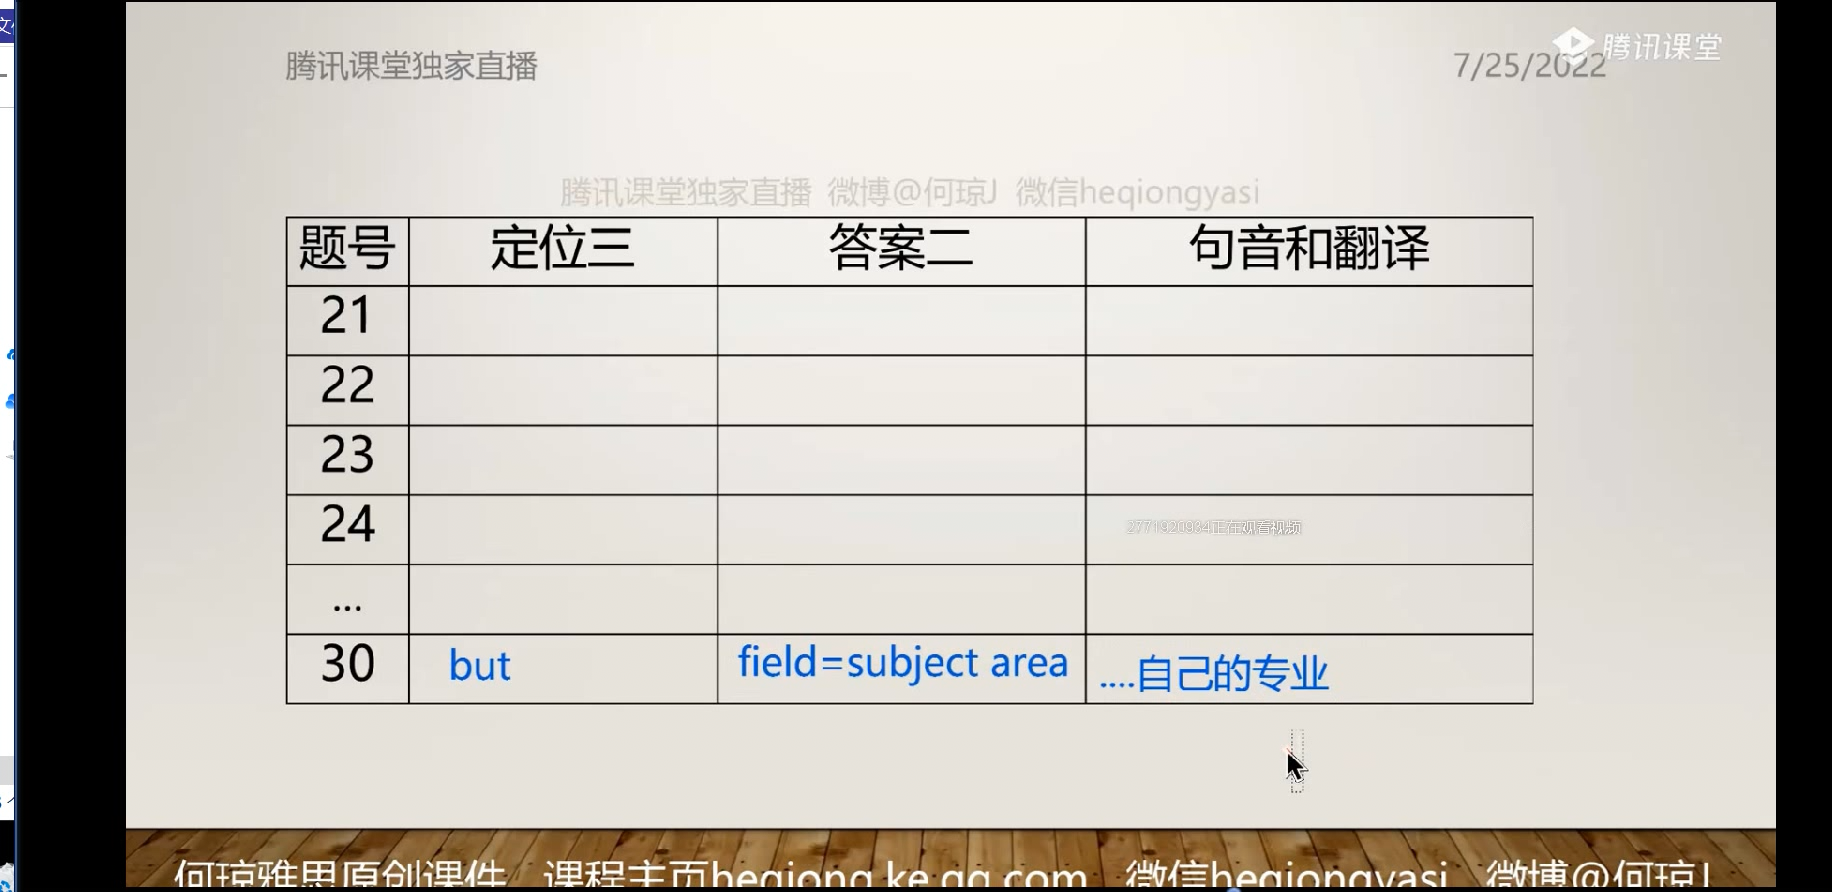 腾讯课堂独家直播
7/25/2022
腾讯课堂
腾讯课堂独家直播 微博@何琼J 微信heqiongyasi
题号 定位三 答案二 句音和翻译
21
22
23
24
2771920934正在观看视频
...
30 but field=subject area ....自己的专业
何琼雅思原创课件 课程主页heqiong.ke.qq.com 微信heqiongyasi 微博@何琼J